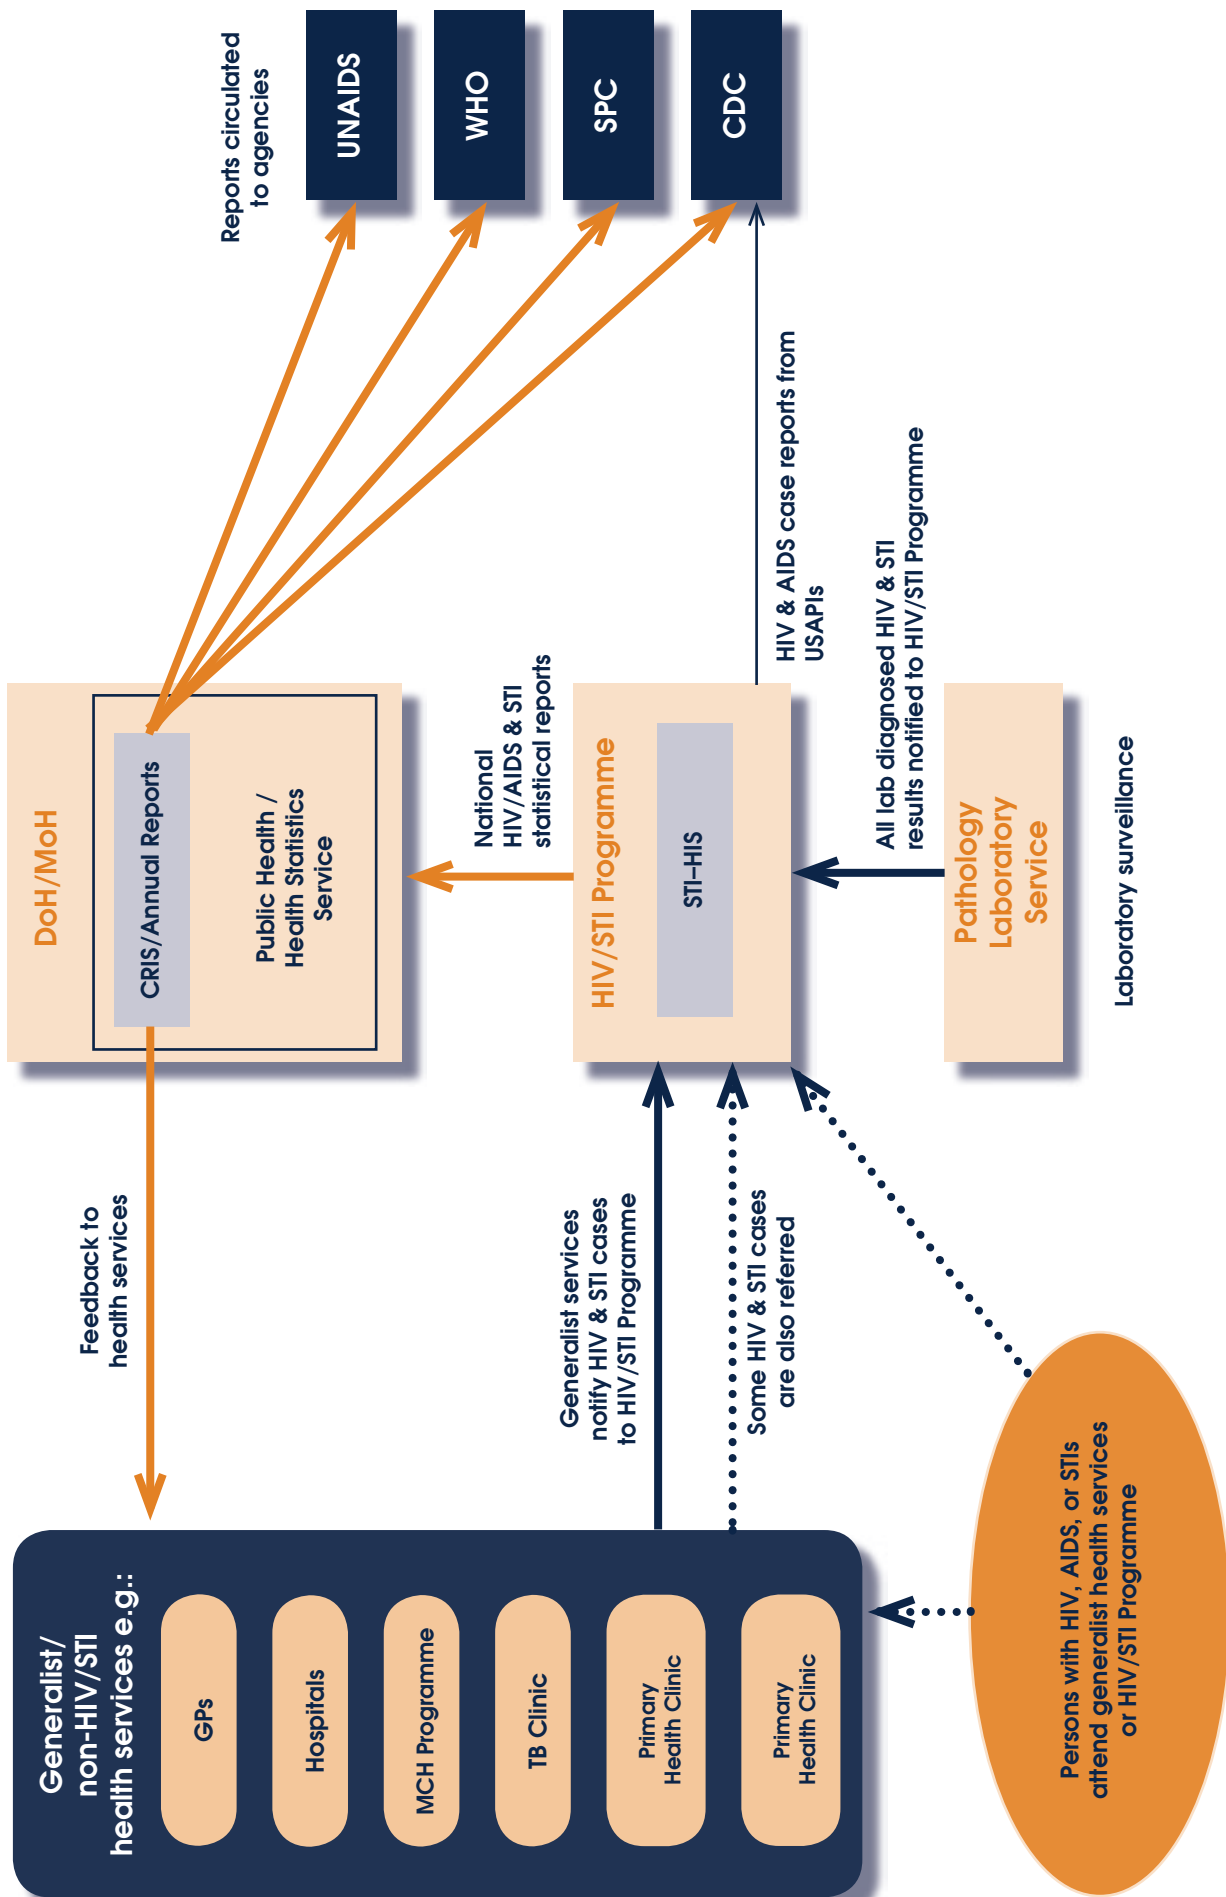 Generalist/
non-HIV/STI
health services e.g.:
GPs
Hospitals
MCH Programme
TB Clinic
Primary
Health Clinic
Primary
Health Clinic
Feedback to
health services
Generalist services
notify HIV & STI cases
to HIV/STI Programme
Some HIV & STI cases
are also referred
Persons with HIV, AIDS, or STIs
attend generalist health services
or HIV/STI Programme
DoH/MoH
CRIS/Annual Reports
Public Health /
Health Statistics
Service
National
HIV/AIDS & STI
statistical reports
HIV/STI Programme
STI–HIS
All lab diagnosed HIV & STI
results notified to HIV/STI Programme
Pathology
Laboratory
Service
Laboratory surveillance
HIV & AIDS case reports from
USAPIs
Reports circulated
to agencies
UNAIDS
WHO
SPC
CDC